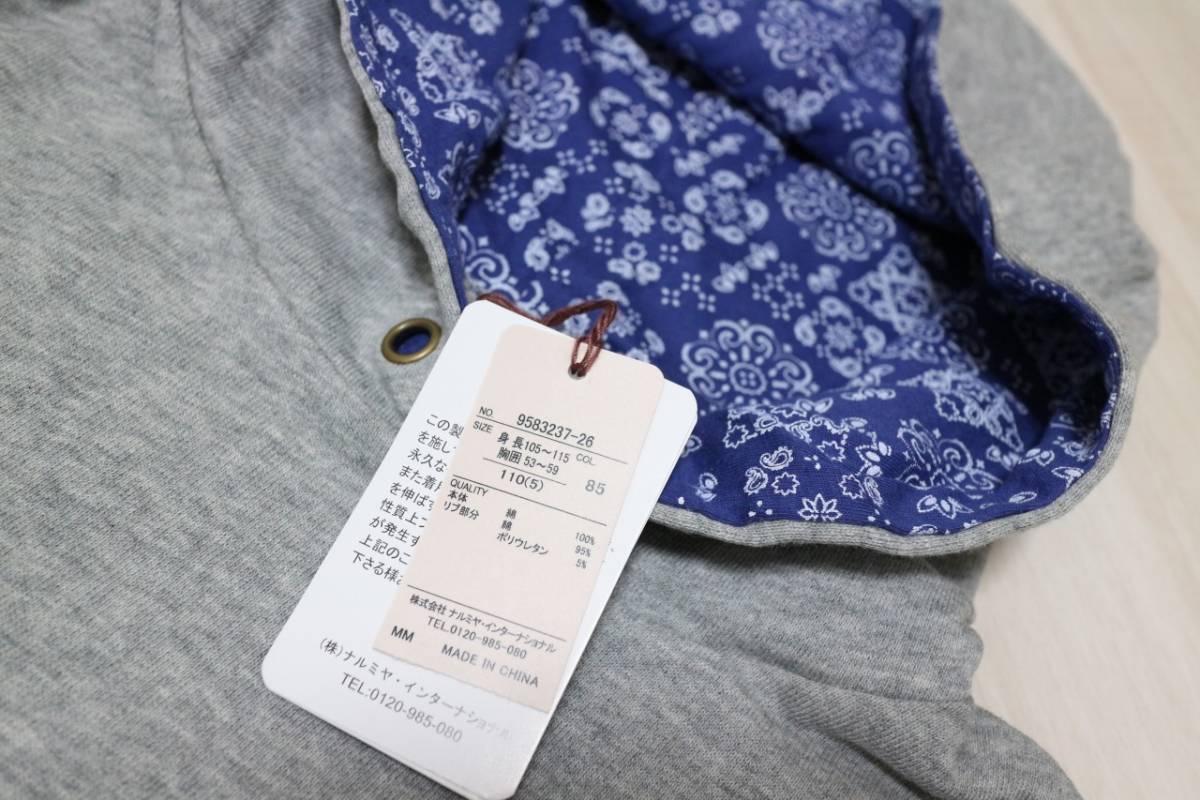 NO. 9583237-26
SIZE 身長105〜115 COL.
胸囲 53〜59
110(5) 85
QUALITY
本体 綿 100%
リブ部分 綿 95%
ポリウレタン 5%
株式会社 ナルミヤ・インターナショナル
TEL.0120-985-080
MM MADE IN CHINA
この製
を施し
永久な
また着
を伸ばす
性質上
が発生す
上記のこ
下さる様
(株)ナルミヤ・インターナショナル
TEL:0120-985-080